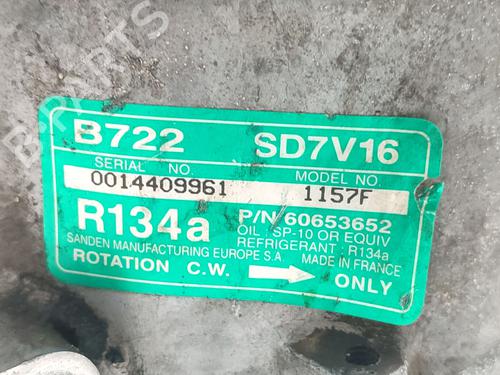 B-PARTS
B722 SD7V16
SERIAL NO. MODEL NO.
0014409961 1157F
R134a P/N 60653652
OIL : SP-10 OR EQUIV
REFRIGERANT : R134a
SANDEN MANUFACTURING EUROPE S.A. MADE IN FRANCE
ROTATION C.W. ONLY